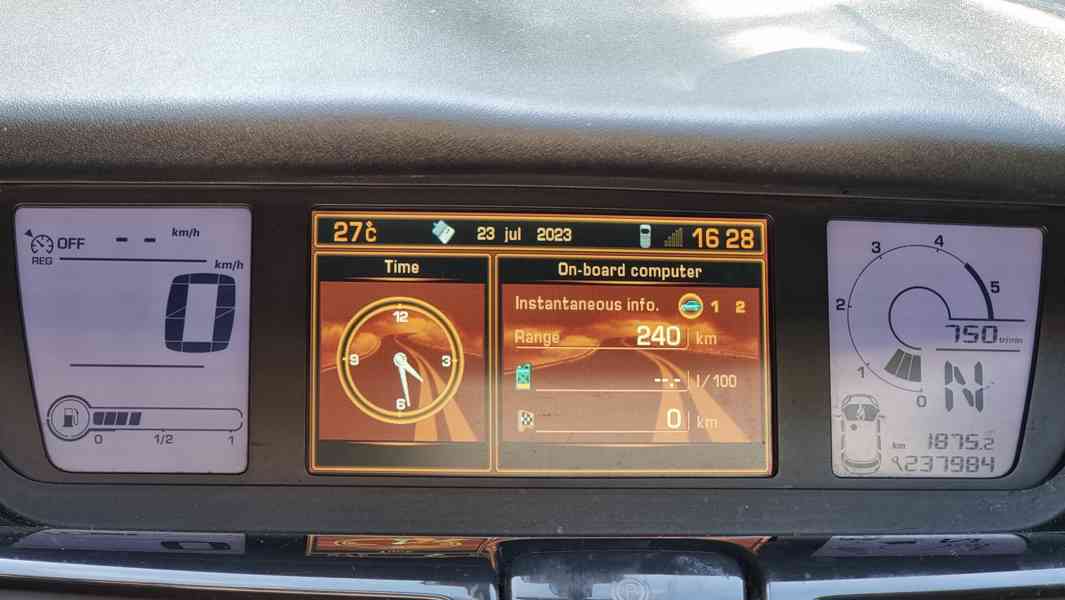 OFF -- km/h
REG
km/h
0
0 1/2 1
27°C 23 jul 2023 16 28
Time
12
9 3
6
On-board computer
Instantaneous info. 1 2
Range 240 km
--.- l/100
0 km
0 1 2 3 4 5
750 tr/min
N
km 1875.2
237984